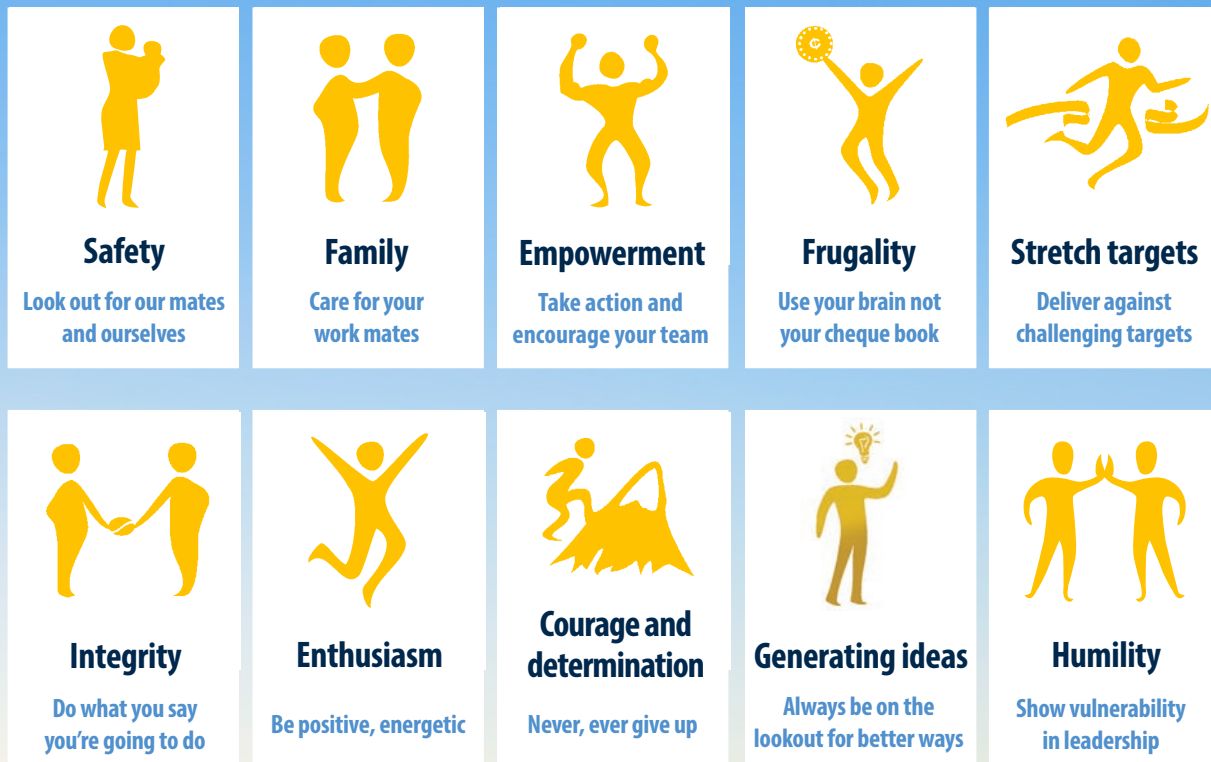 Safety
Look out for our mates
and ourselves
Family
Care for your
work mates
Empowerment
Take action and
encourage your team
Frugality
Use your brain not
your cheque book
Stretch targets
Deliver against
challenging targets
Integrity
Do what you say
you're going to do
Enthusiasm
Be positive, energetic
Courage and
determination
Never, ever give up
Generating ideas
Always be on the
lookout for better ways
Humility
Show vulnerability
in leadership